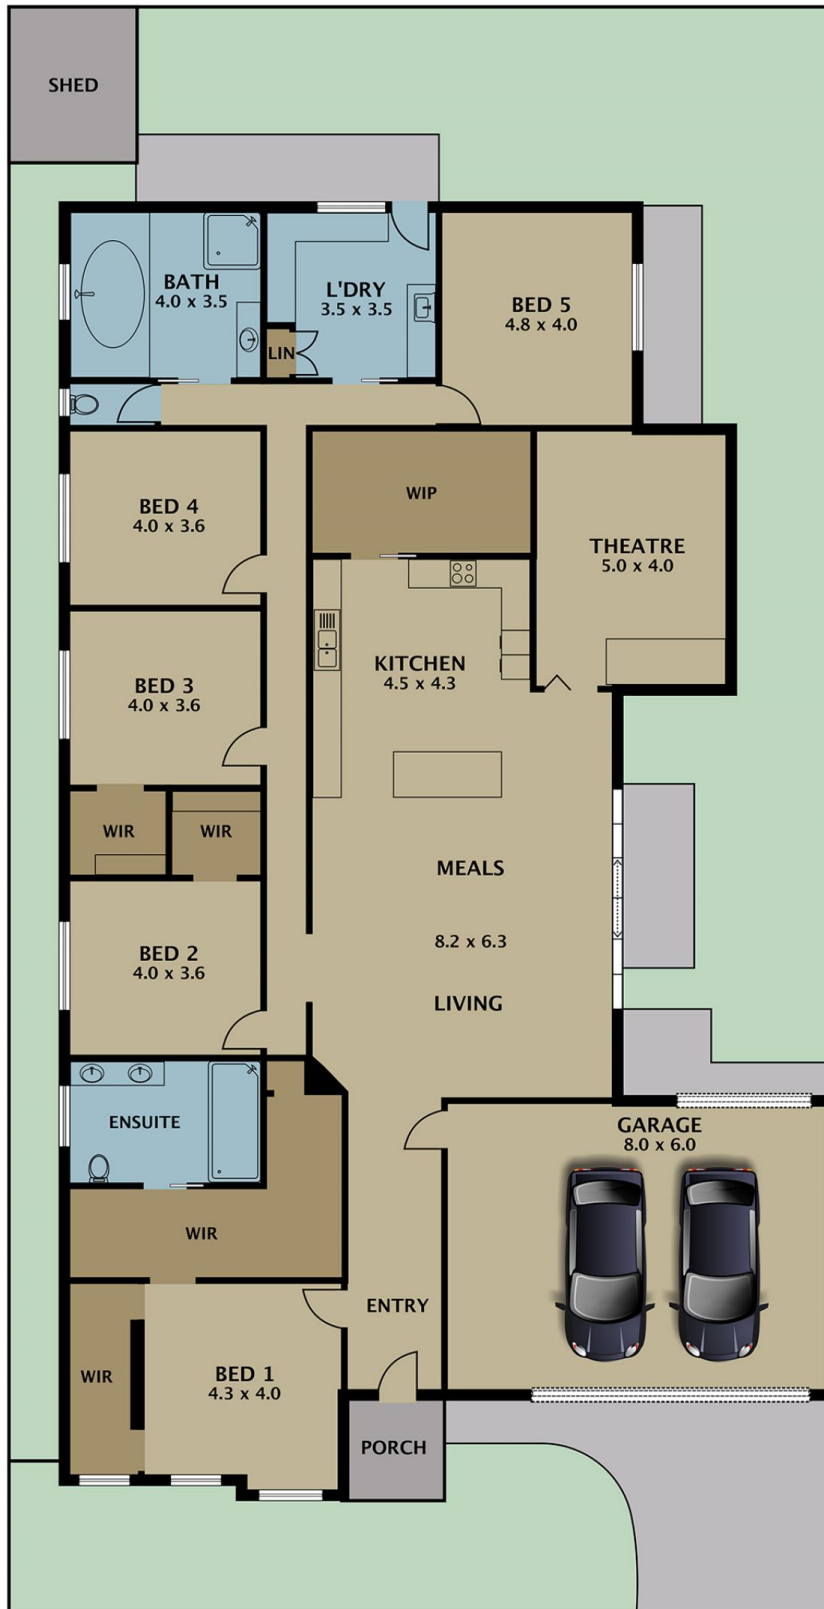 SHED
BATH
4.0 x 3.5
L'DRY
3.5 x 3.5
BED 5
4.8 x 4.0
LIN
BED 4
4.0 x 3.6
WIP
THEATRE
5.0 x 4.0
KITCHEN
4.5 x 4.3
BED 3
4.0 x 3.6
WIR
WIR
MEALS
8.2 x 6.3
LIVING
BED 2
4.0 x 3.6
ENSUITE
GARAGE
8.0 x 6.0
WIR
ENTRY
WIR
BED 1
4.3 x 4.0
PORCH